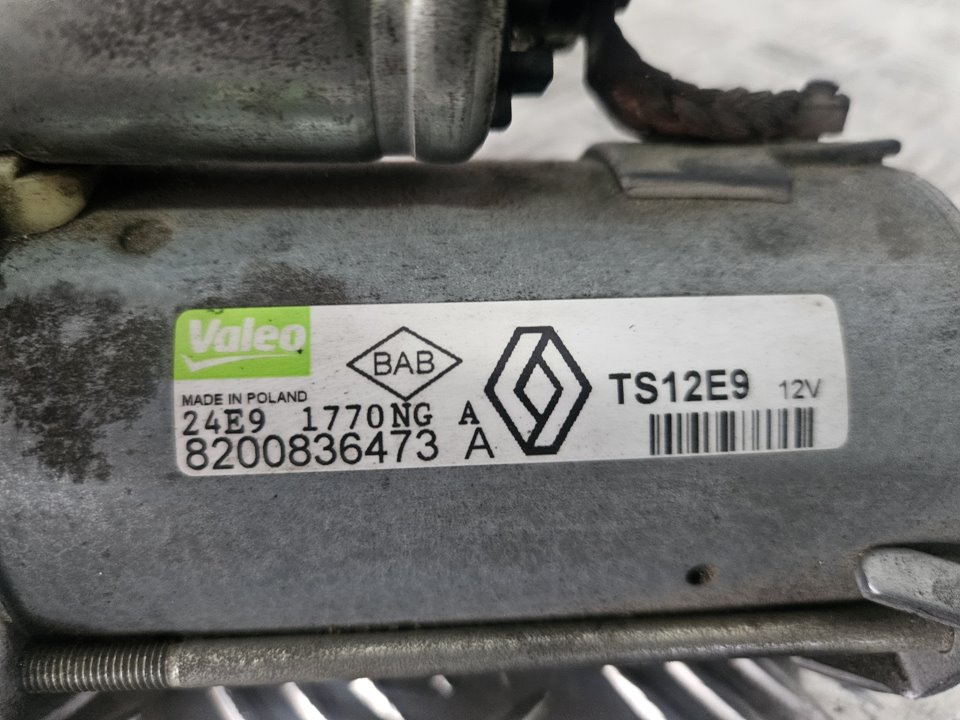 Valeo
BAB
TS12E9 12V
MADE IN POLAND
24E9 1770NG A
8200836473 A